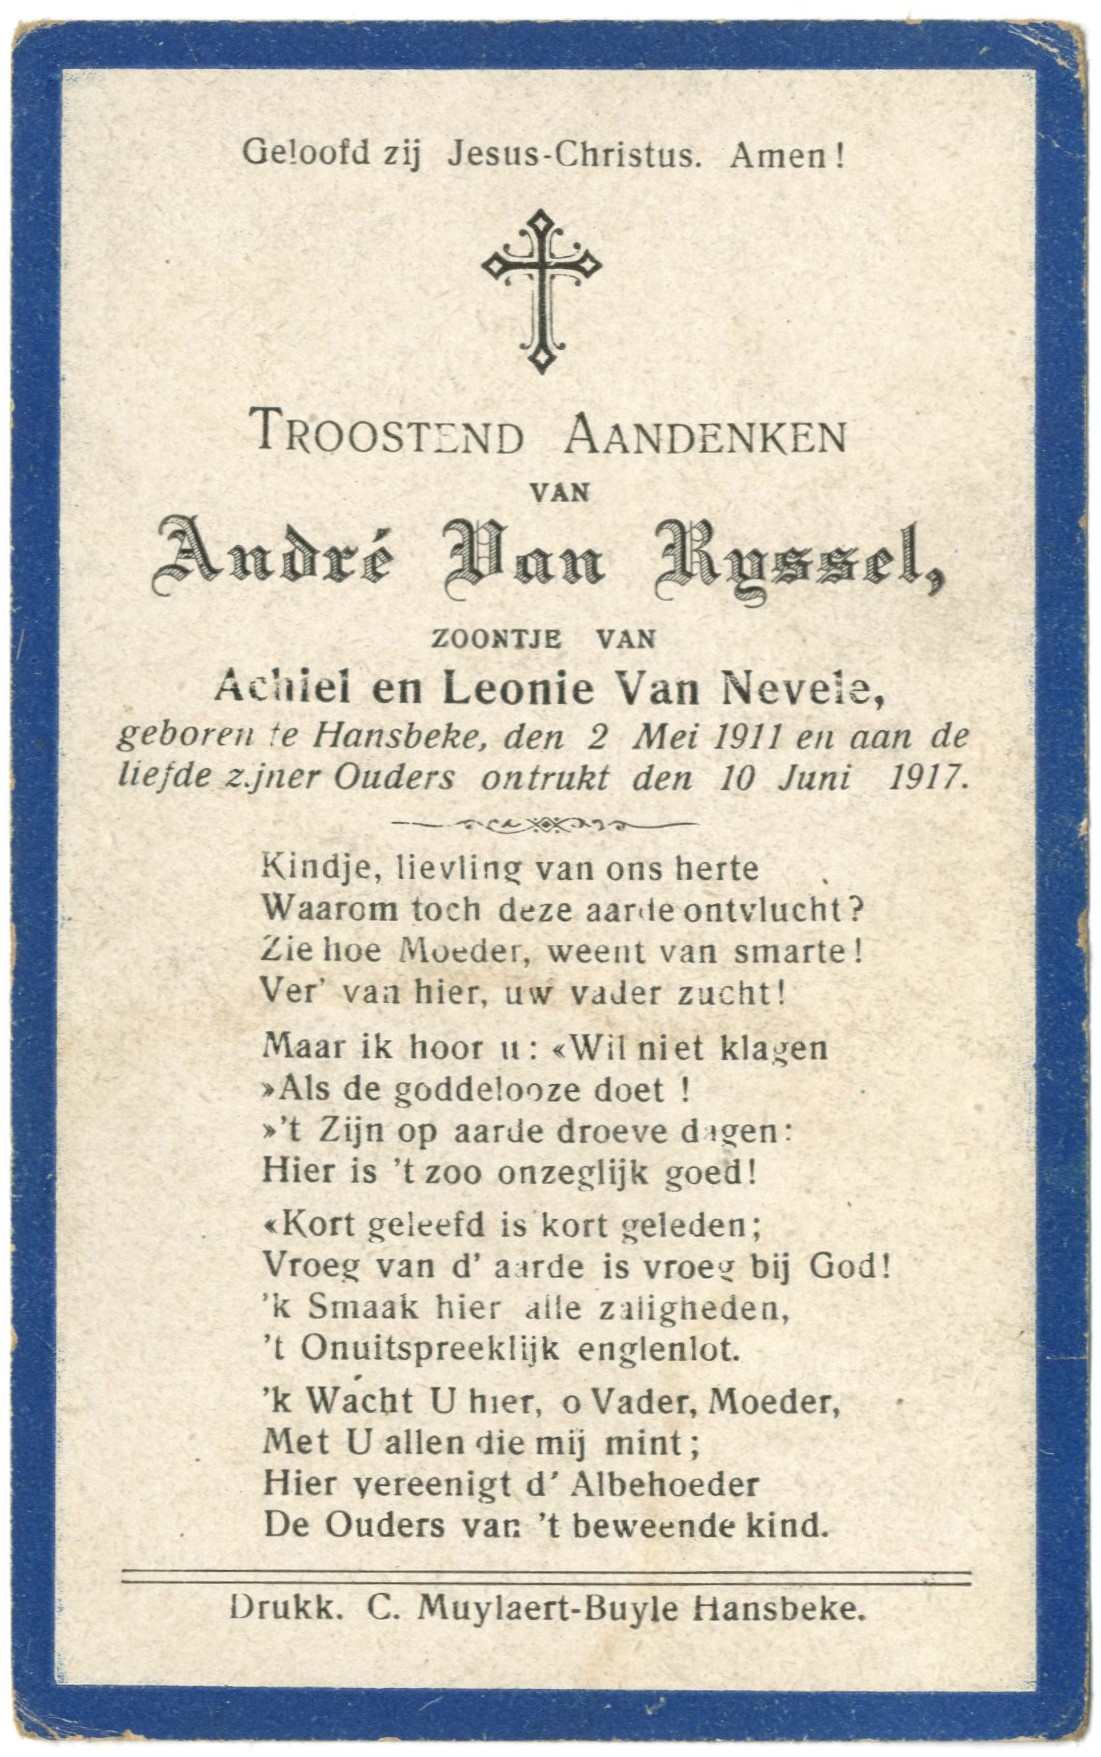 Geloofd zij Jesus-Christus. Amen!
TROOSTEND AANDENKEN
VAN
André Van Ryssel,
ZOONTJE VAN
Achiel en Leonie Van Nevele,
geboren te Hansbeke, den 2 Mei 1911 en aan de
liefde zijner Ouders ontrukt den 10 Juni 1917.
Kindje, lievling van ons herte
Waarom toch deze aarde ontvlucht?
Zie hoe Moeder, weent van smarte!
Ver' van hier, uw vader zucht!
Maar ik hoor u: «Wil niet klagen
»Als de goddelooze doet !
»'t Zijn op aarde droeve dagen:
Hier is 't zoo onzeglijk goed!
«Kort geleefd is kort geleden;
Vroeg van d' aarde is vroeg bij God!
'k Smaak hier alle zaligheden,
't Onuitspreeklijk englenlot.
'k Wacht U hier, o Vader, Moeder,
Met U allen die mij mint;
Hier vereenigt d' Albehoeder
De Ouders van 't beweende kind.
Drukk. C. Muylaert-Buyle Hansbeke.